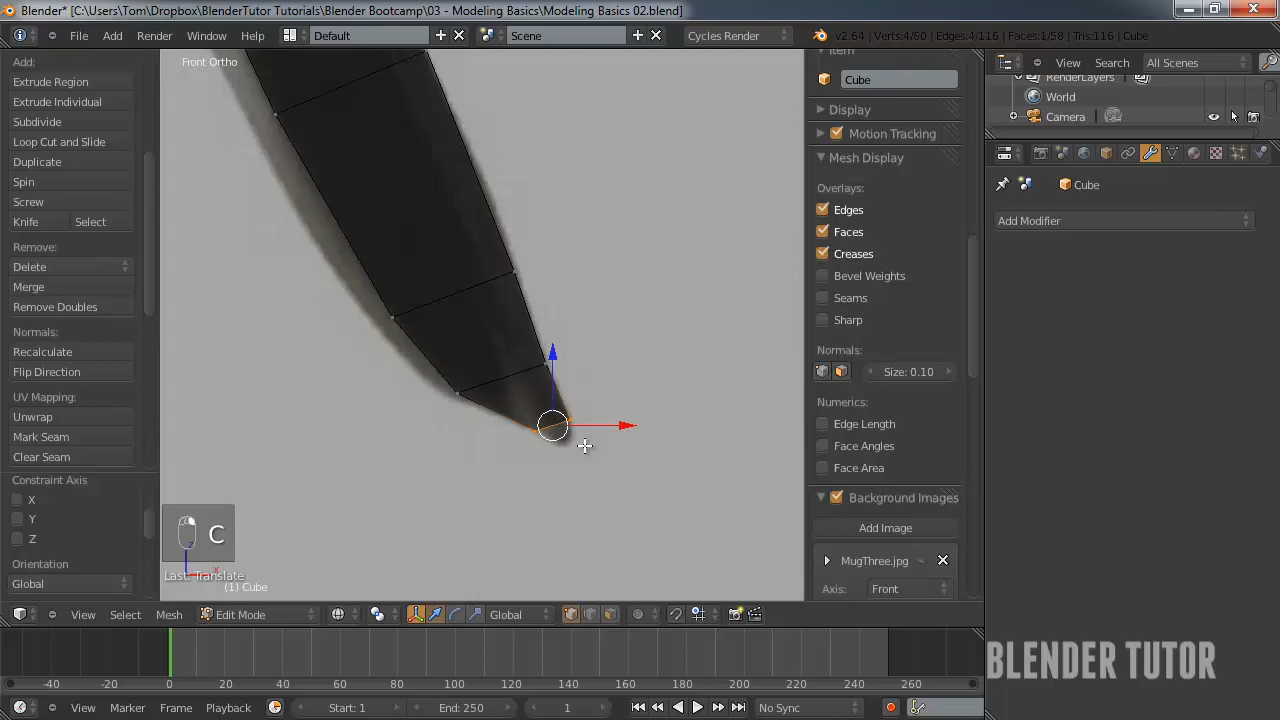 Blender* [C:\Users\Tom\Dropbox\BlenderTutor Tutorials\Blender Bootcamp\03 - Modeling Basics\Modeling Basics 02.blend]
File Add Render Window Help Default Scene Cycles Render v2.64 | Verts:4/60 | Edges:4/116 | Faces:1/58 | Tris:116 | Cube
Add:
Extrude Region
Extrude Individual
Subdivide
Loop Cut and Slide
Duplicate
Spin
Screw
Knife Select
Remove:
Delete
Merge
Remove Doubles
Normals:
Recalculate
Flip Direction
UV Mapping:
Unwrap
Mark Seam
Clear Seam
Constraint Axis
X
Y
Z
Orientation
Global
Front Ortho
C
z
x
Last: Translate
(1) Cube
Item
Cube
Display
Motion Tracking
Mesh Display
Overlays:
Edges
Faces
Creases
Bevel Weights
Seams
Sharp
Normals:
Size: 0.10
Numerics:
Edge Length
Face Angles
Face Area
Background Images
Add Image
MugThree.jpg
Axis: Front
View Search All Scenes
RenderLayers
World
Camera
Cube
Add Modifier
View Select Mesh Edit Mode Global
-40 -20 0 20 40 60 80 100 120 140 160 180 200 220 240 260
View Marker Frame Playback Start: 1 End: 250 1 No Sync
BLENDER TUTOR